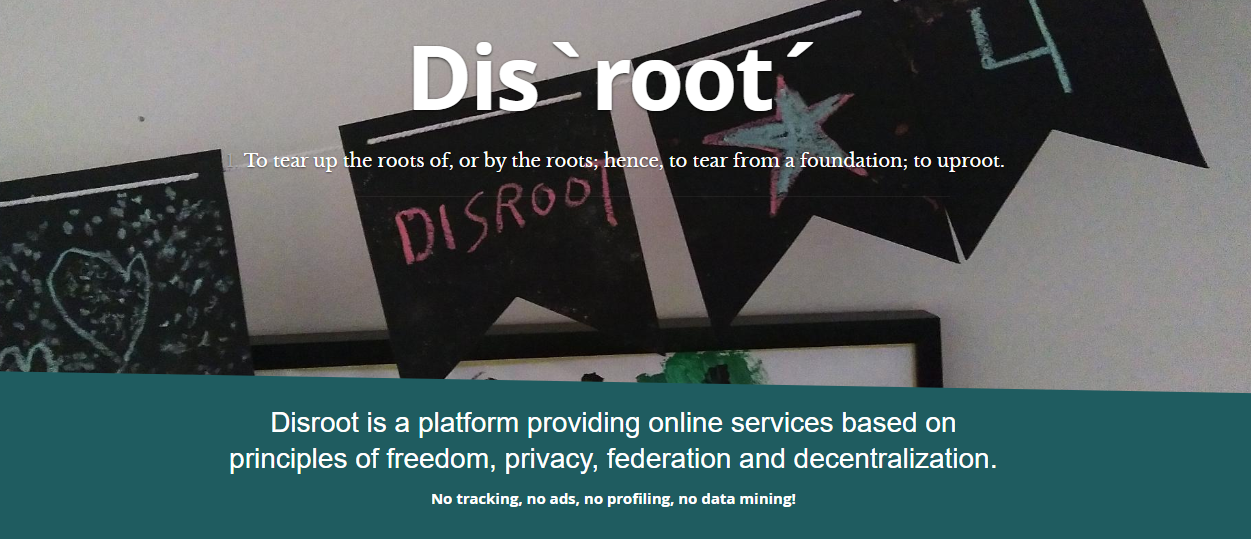 4
Dis`root´
1. To tear up the roots of, or by the roots; hence, to tear from a foundation; to uproot.
DISROOT
Disroot is a platform providing online services based on
principles of freedom, privacy, federation and decentralization.
No tracking, no ads, no profiling, no data mining!